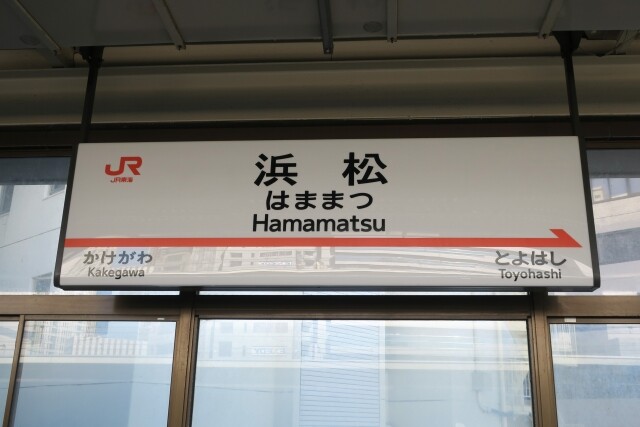 JR
JR東海
浜松
はままつ
Hamamatsu
かけがわ
Kakegawa
とよはし
Toyohashi